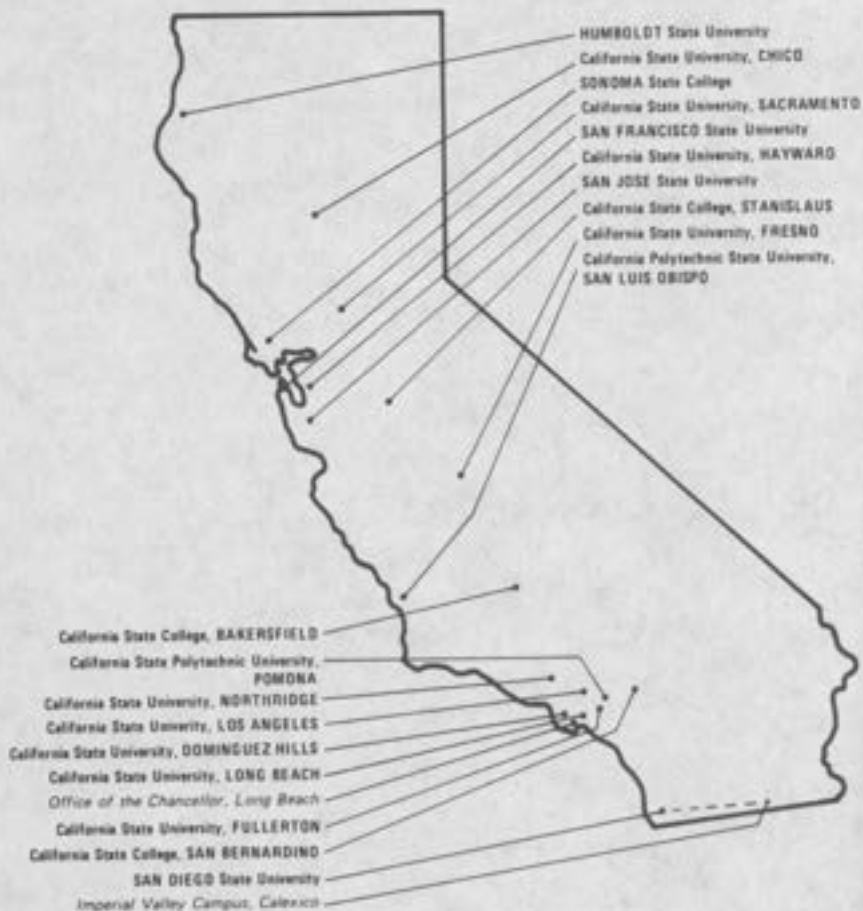 HUMBOLDT State University
California State University, CHICO
SONOMA State College
California State University, SACRAMENTO
SAN FRANCISCO State University
California State University, HAYWARD
SAN JOSE State University
California State College, STANISLAUS
California State University, FRESNO
California Polytechnic State University,
SAN LUIS OBISPO
California State College, BAKERSFIELD
California State Polytechnic University,
POMONA
California State University, NORTHRIDGE
California State Univerity, LOS ANGELES
California State University, DOMINGUEZ HILLS
California State University, LONG BEACH
Office of the Chancellor, Long Beach
California State University, FULLERTON
California State College, SAN BERNARDINO
SAN DIEGO State University
Imperial Valley Campus, Calexico